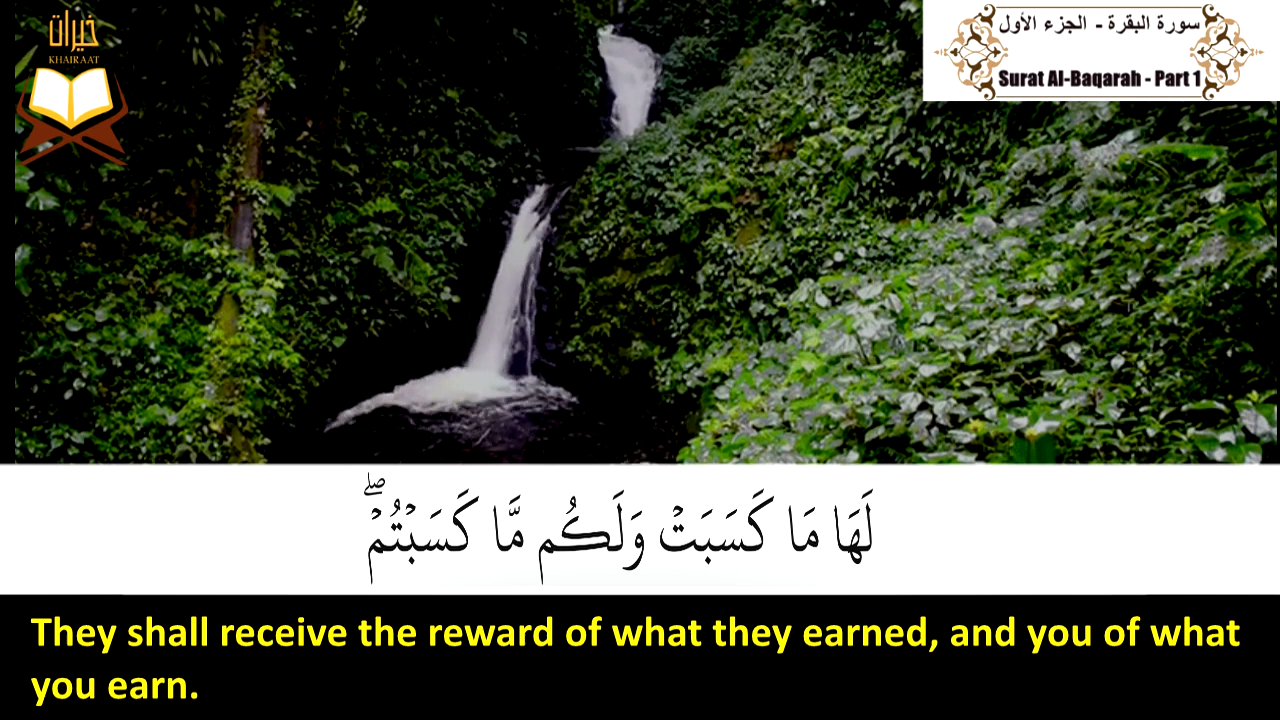 خيرات
KHAIRAAT
سورة البقرة - الجزء الأول
Surat Al-Baqarah - Part 1
لَهَا مَا كَسَبَتۡ وَلَكُم مَّا كَسَبۡتُمۡۖ
They shall receive the reward of what they earned, and you of what
you earn.